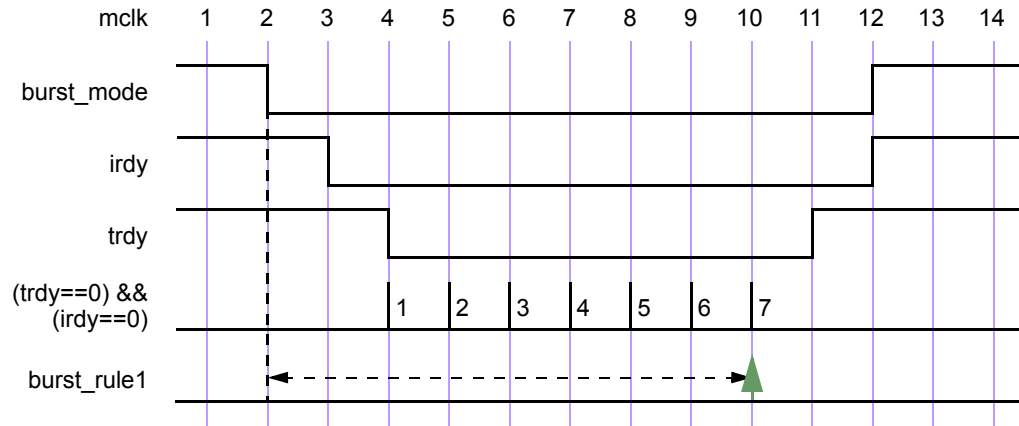 mclk 1 2 3 4 5 6 7 8 9 10 11 12 13 14
burst_mode
irdy
trdy
(trdy==0) &&
(irdy==0)
1 2 3 4 5 6 7
burst_rule1